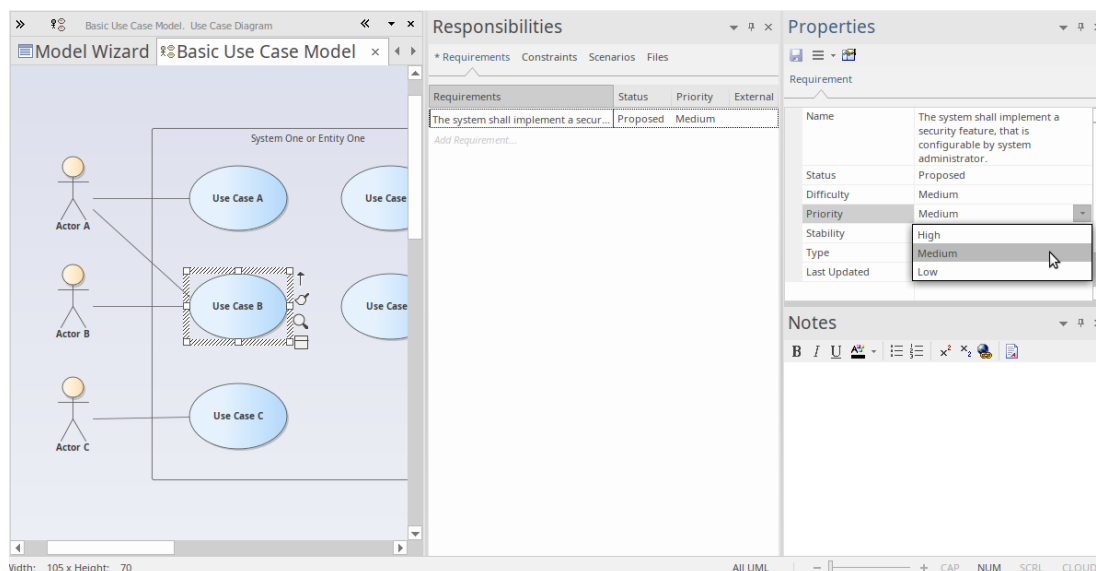 Basic Use Case Model. Use Case Diagram
Model Wizard
Basic Use Case Model
System One or Entity One
Actor A
Use Case A
Use Case
Actor B
Use Case B
Use Case
Actor C
Use Case C
Responsibilities
* Requirements Constraints Scenarios Files
Requirements Status Priority External
The system shall implement a secur... Proposed Medium
Add Requirement...
Properties
Requirement
Name The system shall implement a
security feature, that is
configurable by system
administrator.
Status Proposed
Difficulty Medium
Priority Medium
Stability
High
Type
Medium
Last Updated
Low
Notes
B I U
Width: 105 x Height: 70
All UML
CAP NUM SCRL CLOUD